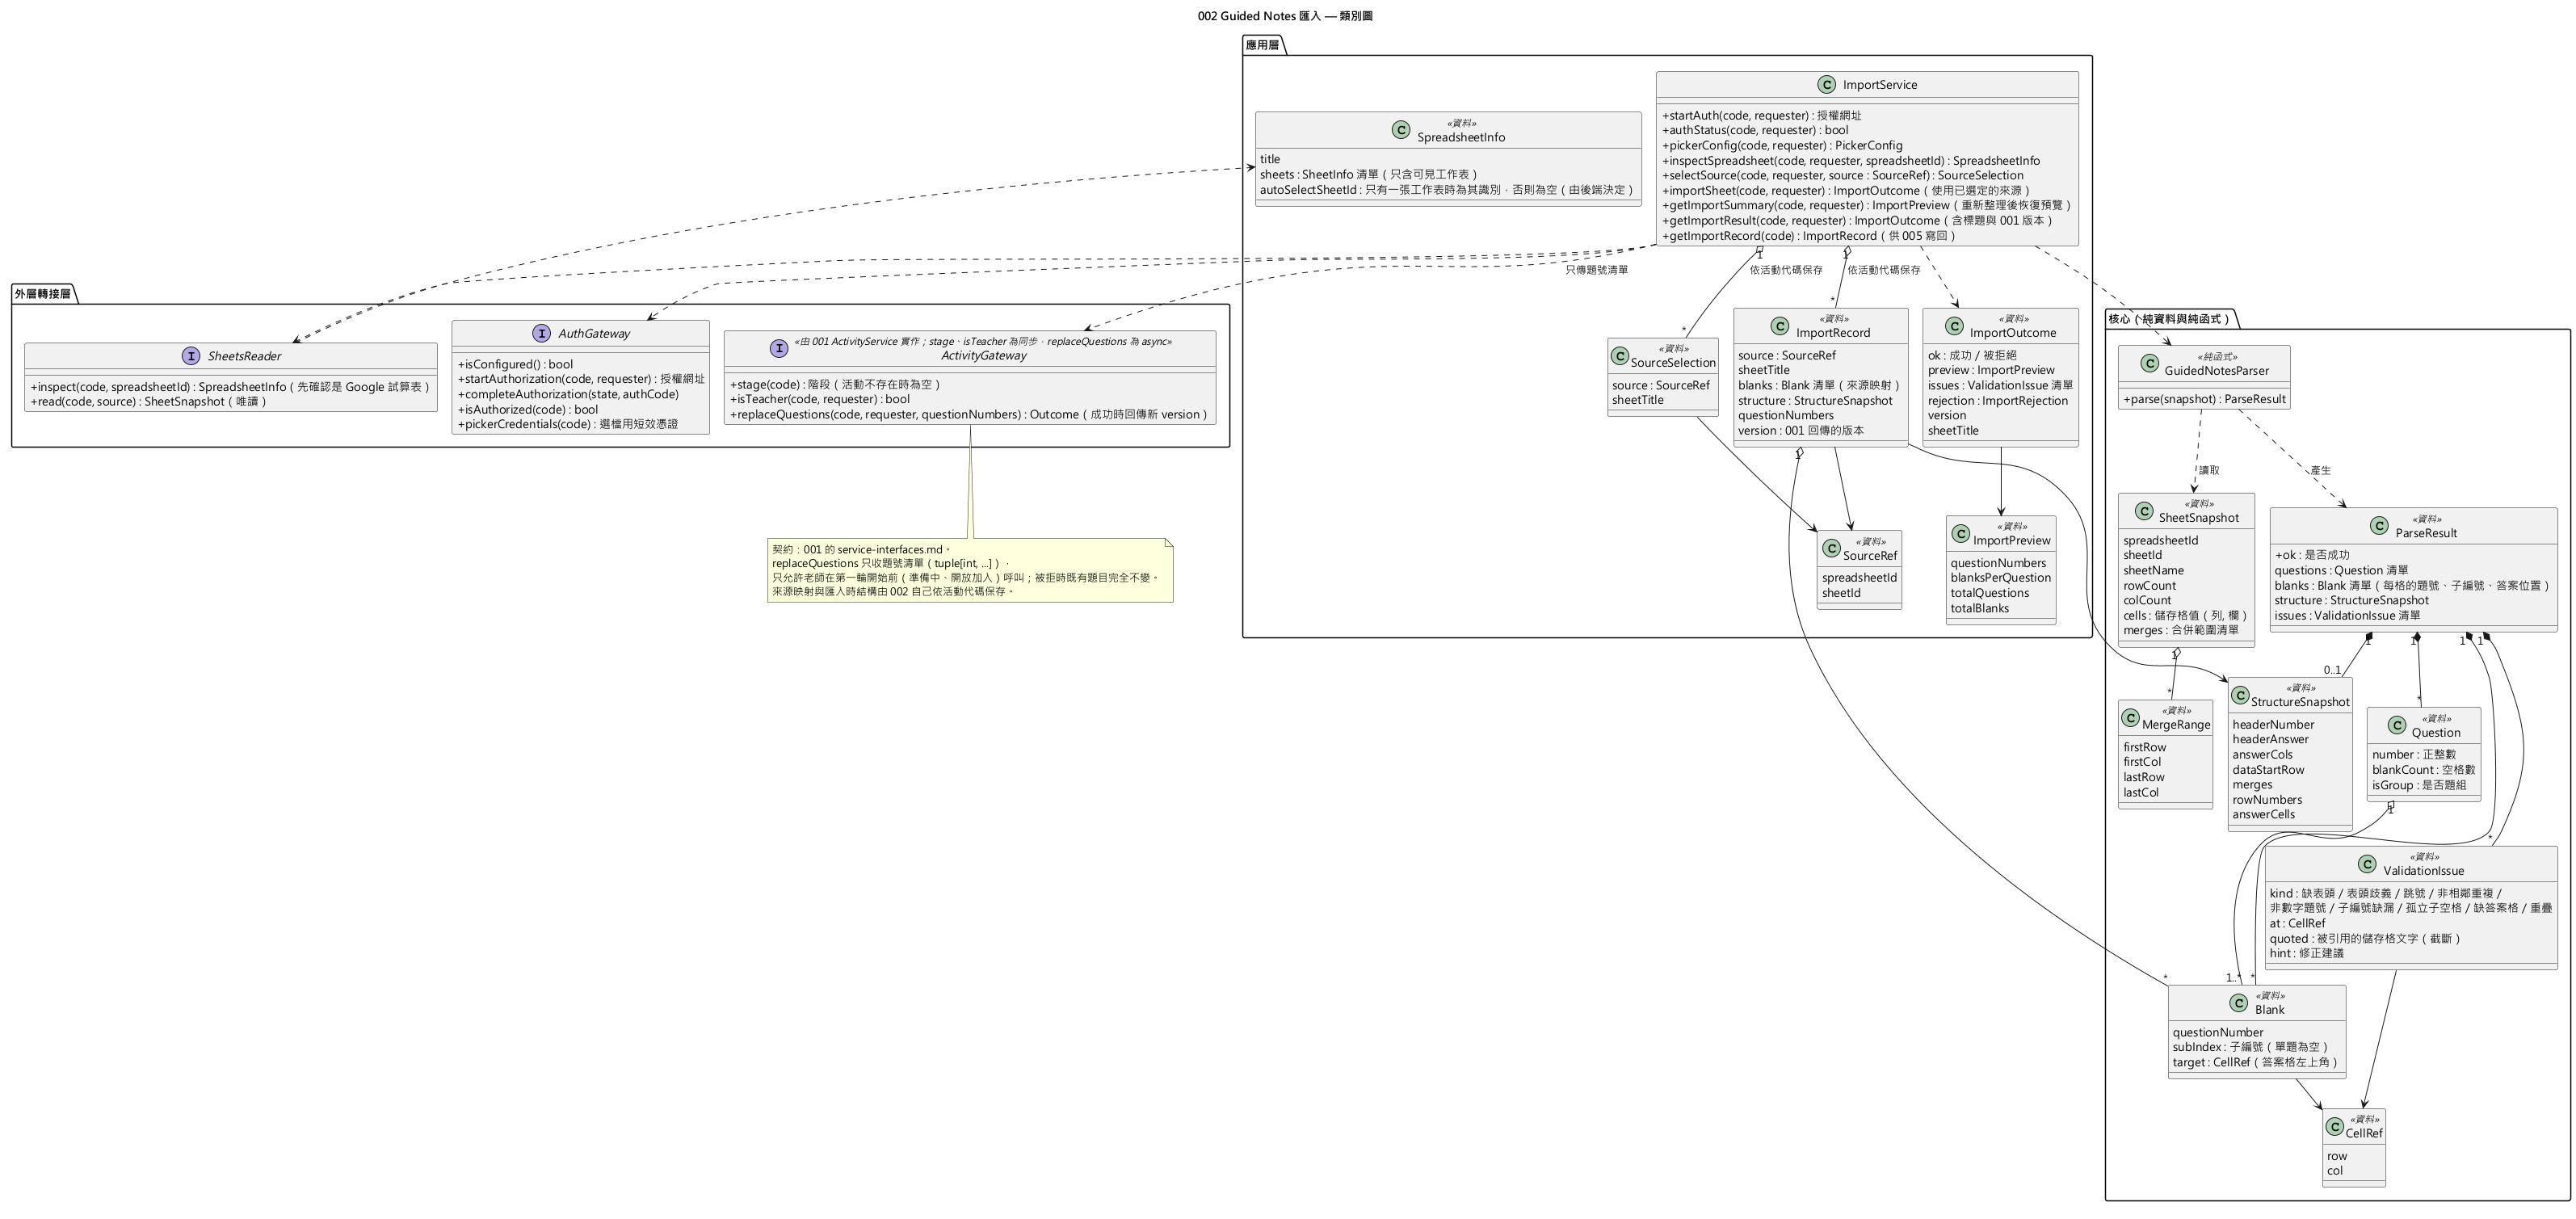 002 Guided Notes 匯入 — 類別圖
應用層
ImportService
+startAuth(code, requester) : 授權網址
+authStatus(code, requester) : bool
+pickerConfig(code, requester) : PickerConfig
+inspectSpreadsheet(code, requester, spreadsheetId) : SpreadsheetInfo
+selectSource(code, requester, source : SourceRef) : SourceSelection
+importSheet(code, requester) : ImportOutcome（使用已選定的來源）
+getImportSummary(code, requester) : ImportPreview（重新整理後恢復預覽）
+getImportResult(code, requester) : ImportOutcome（含標題與 001 版本）
+getImportRecord(code) : ImportRecord（供 005 寫回）
«資料»
SpreadsheetInfo
title
sheets : SheetInfo 清單（只含可見工作表）
autoSelectSheetId : 只有一張工作表時為其識別，否則為空（由後端決定）
只傳題號清單
1
依活動代碼保存
1
依活動代碼保存
*
*
«資料»
SourceSelection
source : SourceRef
sheetTitle
«資料»
ImportRecord
source : SourceRef
sheetTitle
blanks : Blank 清單（來源映射）
structure : StructureSnapshot
questionNumbers
version : 001 回傳的版本
1
«資料»
ImportOutcome
ok : 成功 / 被拒絕
preview : ImportPreview
issues : ValidationIssue 清單
rejection : ImportRejection
version
sheetTitle
«資料»
SourceRef
spreadsheetId
sheetId
«資料»
ImportPreview
questionNumbers
blanksPerQuestion
totalQuestions
totalBlanks
外層轉接層
SheetsReader
+inspect(code, spreadsheetId) : SpreadsheetInfo（先確認是 Google 試算表）
+read(code, source) : SheetSnapshot（唯讀）
AuthGateway
+isConfigured() : bool
+startAuthorization(code, requester) : 授權網址
+completeAuthorization(state, authCode)
+isAuthorized(code) : bool
+pickerCredentials(code) : 選檔用短效憑證
«由 001 ActivityService 實作；stage、isTeacher 為同步，replaceQuestions 為 async»
ActivityGateway
+stage(code) : 階段（活動不存在時為空）
+isTeacher(code, requester) : bool
+replaceQuestions(code, requester, questionNumbers) : Outcome（成功時回傳新 version）
契約：001 的 service-interfaces.md。
replaceQuestions 只收題號清單（tuple[int, ...]），
只允許老師在第一輪開始前（準備中、開放加入）呼叫；被拒時既有題目完全不變。
來源映射與匯入時結構由 002 自己依活動代碼保存。
核心（純資料與純函式）
«純函式»
GuidedNotesParser
+parse(snapshot) : ParseResult
讀取
產生
«資料»
SheetSnapshot
spreadsheetId
sheetId
sheetName
rowCount
colCount
cells : 儲存格值（列, 欄）
merges : 合併範圍清單
1
*
«資料»
ParseResult
+ok : 是否成功
questions : Question 清單
blanks : Blank 清單（每格的題號、子編號、答案位置）
structure : StructureSnapshot
issues : ValidationIssue 清單
1
1
1
1
0..1
*
«資料»
MergeRange
firstRow
firstCol
lastRow
lastCol
«資料»
StructureSnapshot
headerNumber
headerAnswer
answerCols
dataStartRow
merges
rowNumbers
answerCells
«資料»
Question
number : 正整數
blankCount : 空格數
isGroup : 是否題組
1
*
«資料»
ValidationIssue
kind : 缺表頭 / 表頭歧義 / 跳號 / 非相鄰重複 /
非數字題號 / 子編號缺漏 / 孤立子空格 / 缺答案格 / 重疊
at : CellRef
quoted : 被引用的儲存格文字（截斷）
hint : 修正建議
*
1..*
*
«資料»
Blank
questionNumber
subIndex : 子編號（單題為空）
target : CellRef（答案格左上角）
«資料»
CellRef
row
col